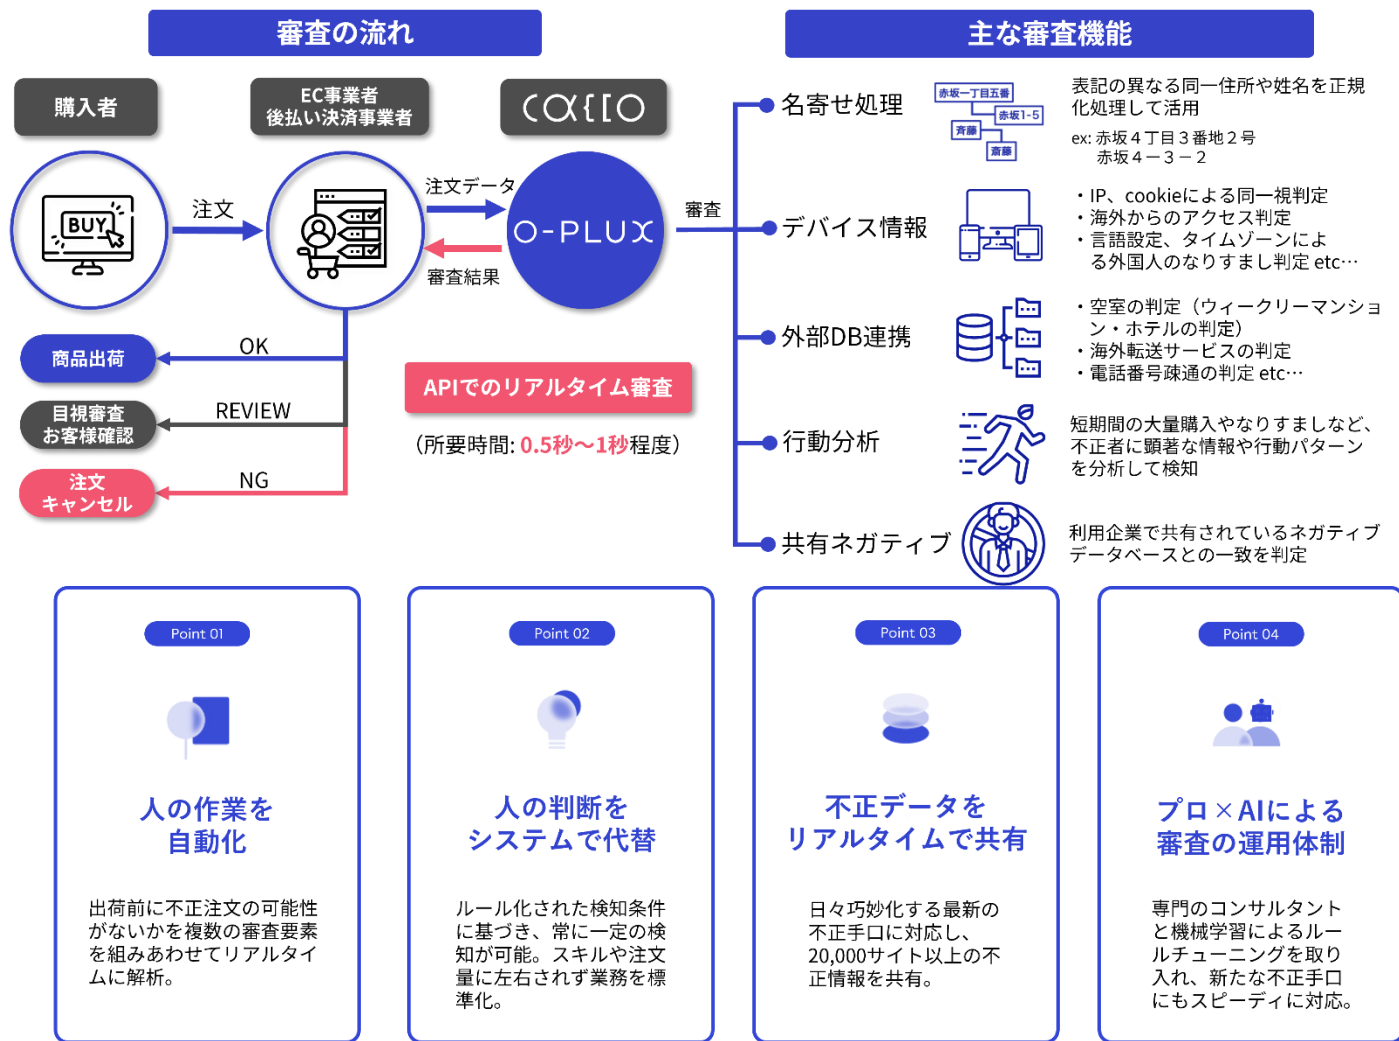 審査の流れ
購入者
EC事業者
後払い決済事業者
CACCO
BUY
注文
注文データ
審査結果
O-PLUX
審査
OK
商品出荷
REVIEW
目視審査
お客様確認
NG
注文
キャンセル
APIでのリアルタイム審査
（所要時間: 0.5秒～1秒程度）
主な審査機能
名寄せ処理
赤坂一丁目五番
赤坂1-5
斉藤
斎藤
表記の異なる同一住所や姓名を正規
化処理して活用
ex: 赤坂４丁目３番地２号
赤坂４ー３－２
デバイス情報
・IP、cookieによる同一視判定
・海外からのアクセス判定
・言語設定、タイムゾーンによ
る外国人のなりすまし判定 etc…
外部DB連携
・空室の判定（ウィークリーマンショ
ン・ホテルの判定）
・海外転送サービスの判定
・電話番号疎通の判定 etc…
行動分析
短期間の大量購入やなりすましなど、
不正者に顕著な情報や行動パターン
を分析して検知
共有ネガティブ
利用企業で共有されているネガティブ
データベースとの一致を判定
Point 01
人の作業を
自動化
出荷前に不正注文の可能性
がないかを複数の審査要素
を組みあわせてリアルタイ
ムに解析。
Point 02
人の判断を
システムで代替
ルール化された検知条件
に基づき、常に一定の検
知が可能。スキルや注文
量に左右されず業務を標
準化。
Point 03
不正データを
リアルタイムで共有
日々巧妙化する最新の
不正手口に対応し、
20,000サイト以上の不
正情報を共有。
Point 04
プロ×AIによる
審査の運用体制
専門のコンサルタント
と機械学習によるルー
ルチューニングを取り
入れ、新たな不正手口
にもスピーディに対応。